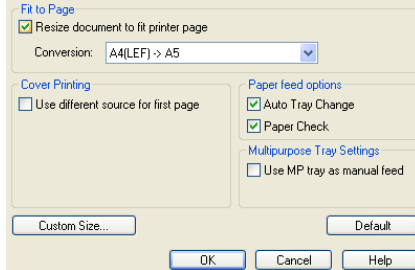 Fit to Page
Resize document to fit printer page
Conversion: A4(LEF) -> A5
Cover Printing
Use different source for first page
Paper feed options
Auto Tray Change
Paper Check
Multipurpose Tray Settings
Use MP tray as manual feed
Custom Size... Default
OK Cancel Help